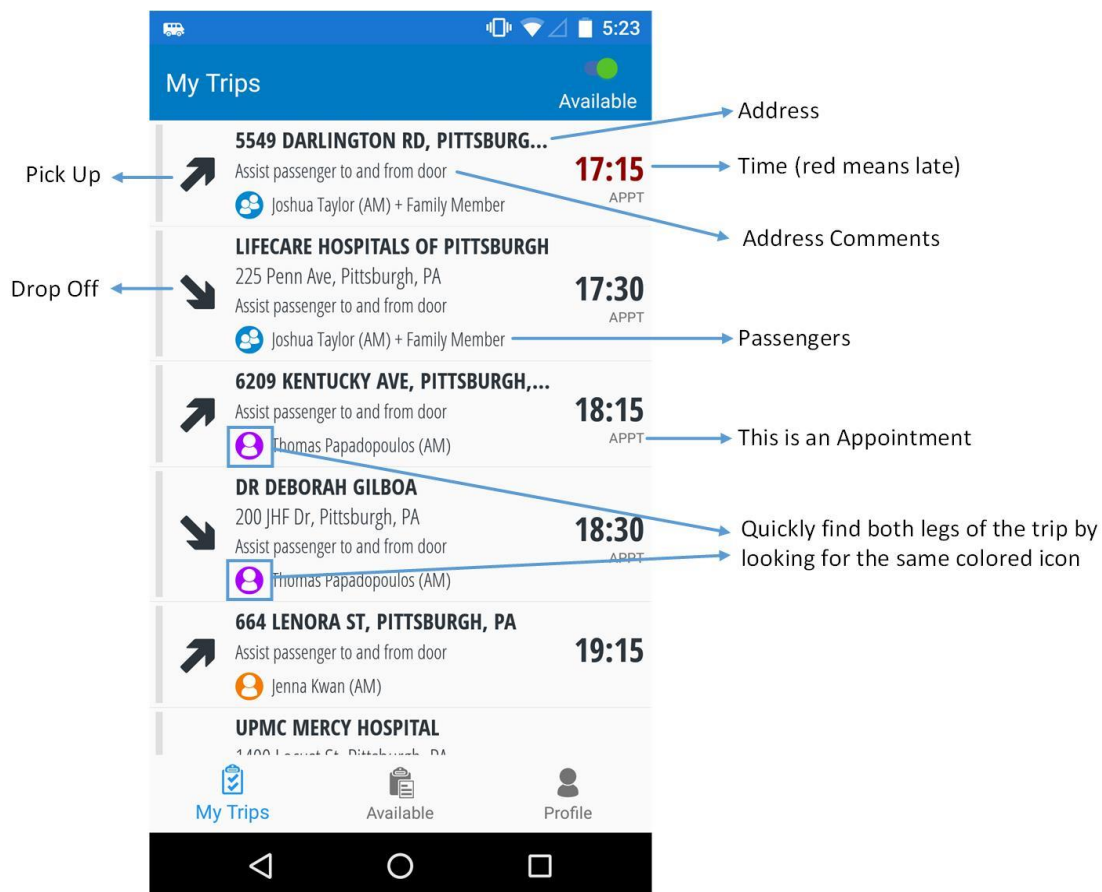 5:23
My Trips
Available
5549 DARLINGTON RD, PITTSBURG...
Assist passenger to and from door
Joshua Taylor (AM) + Family Member
17:15
APPT
LIFECARE HOSPITALS OF PITTSBURGH
225 Penn Ave, Pittsburgh, PA
Assist passenger to and from door
Joshua Taylor (AM) + Family Member
17:30
APPT
6209 KENTUCKY AVE, PITTSBURGH,...
Assist passenger to and from door
Thomas Papadopoulos (AM)
18:15
APPT
DR DEBORAH GILBOA
200 JHF Dr, Pittsburgh, PA
Assist passenger to and from door
Thomas Papadopoulos (AM)
18:30
APPT
664 LENORA ST, PITTSBURGH, PA
Assist passenger to and from door
Jenna Kwan (AM)
19:15
UPMC MERCY HOSPITAL
1400 Locust St, Pittsburgh, PA
My Trips
Available
Profile
Pick Up
Drop Off
Address
Time (red means late)
Address Comments
Passengers
This is an Appointment
Quickly find both legs of the trip by
looking for the same colored icon